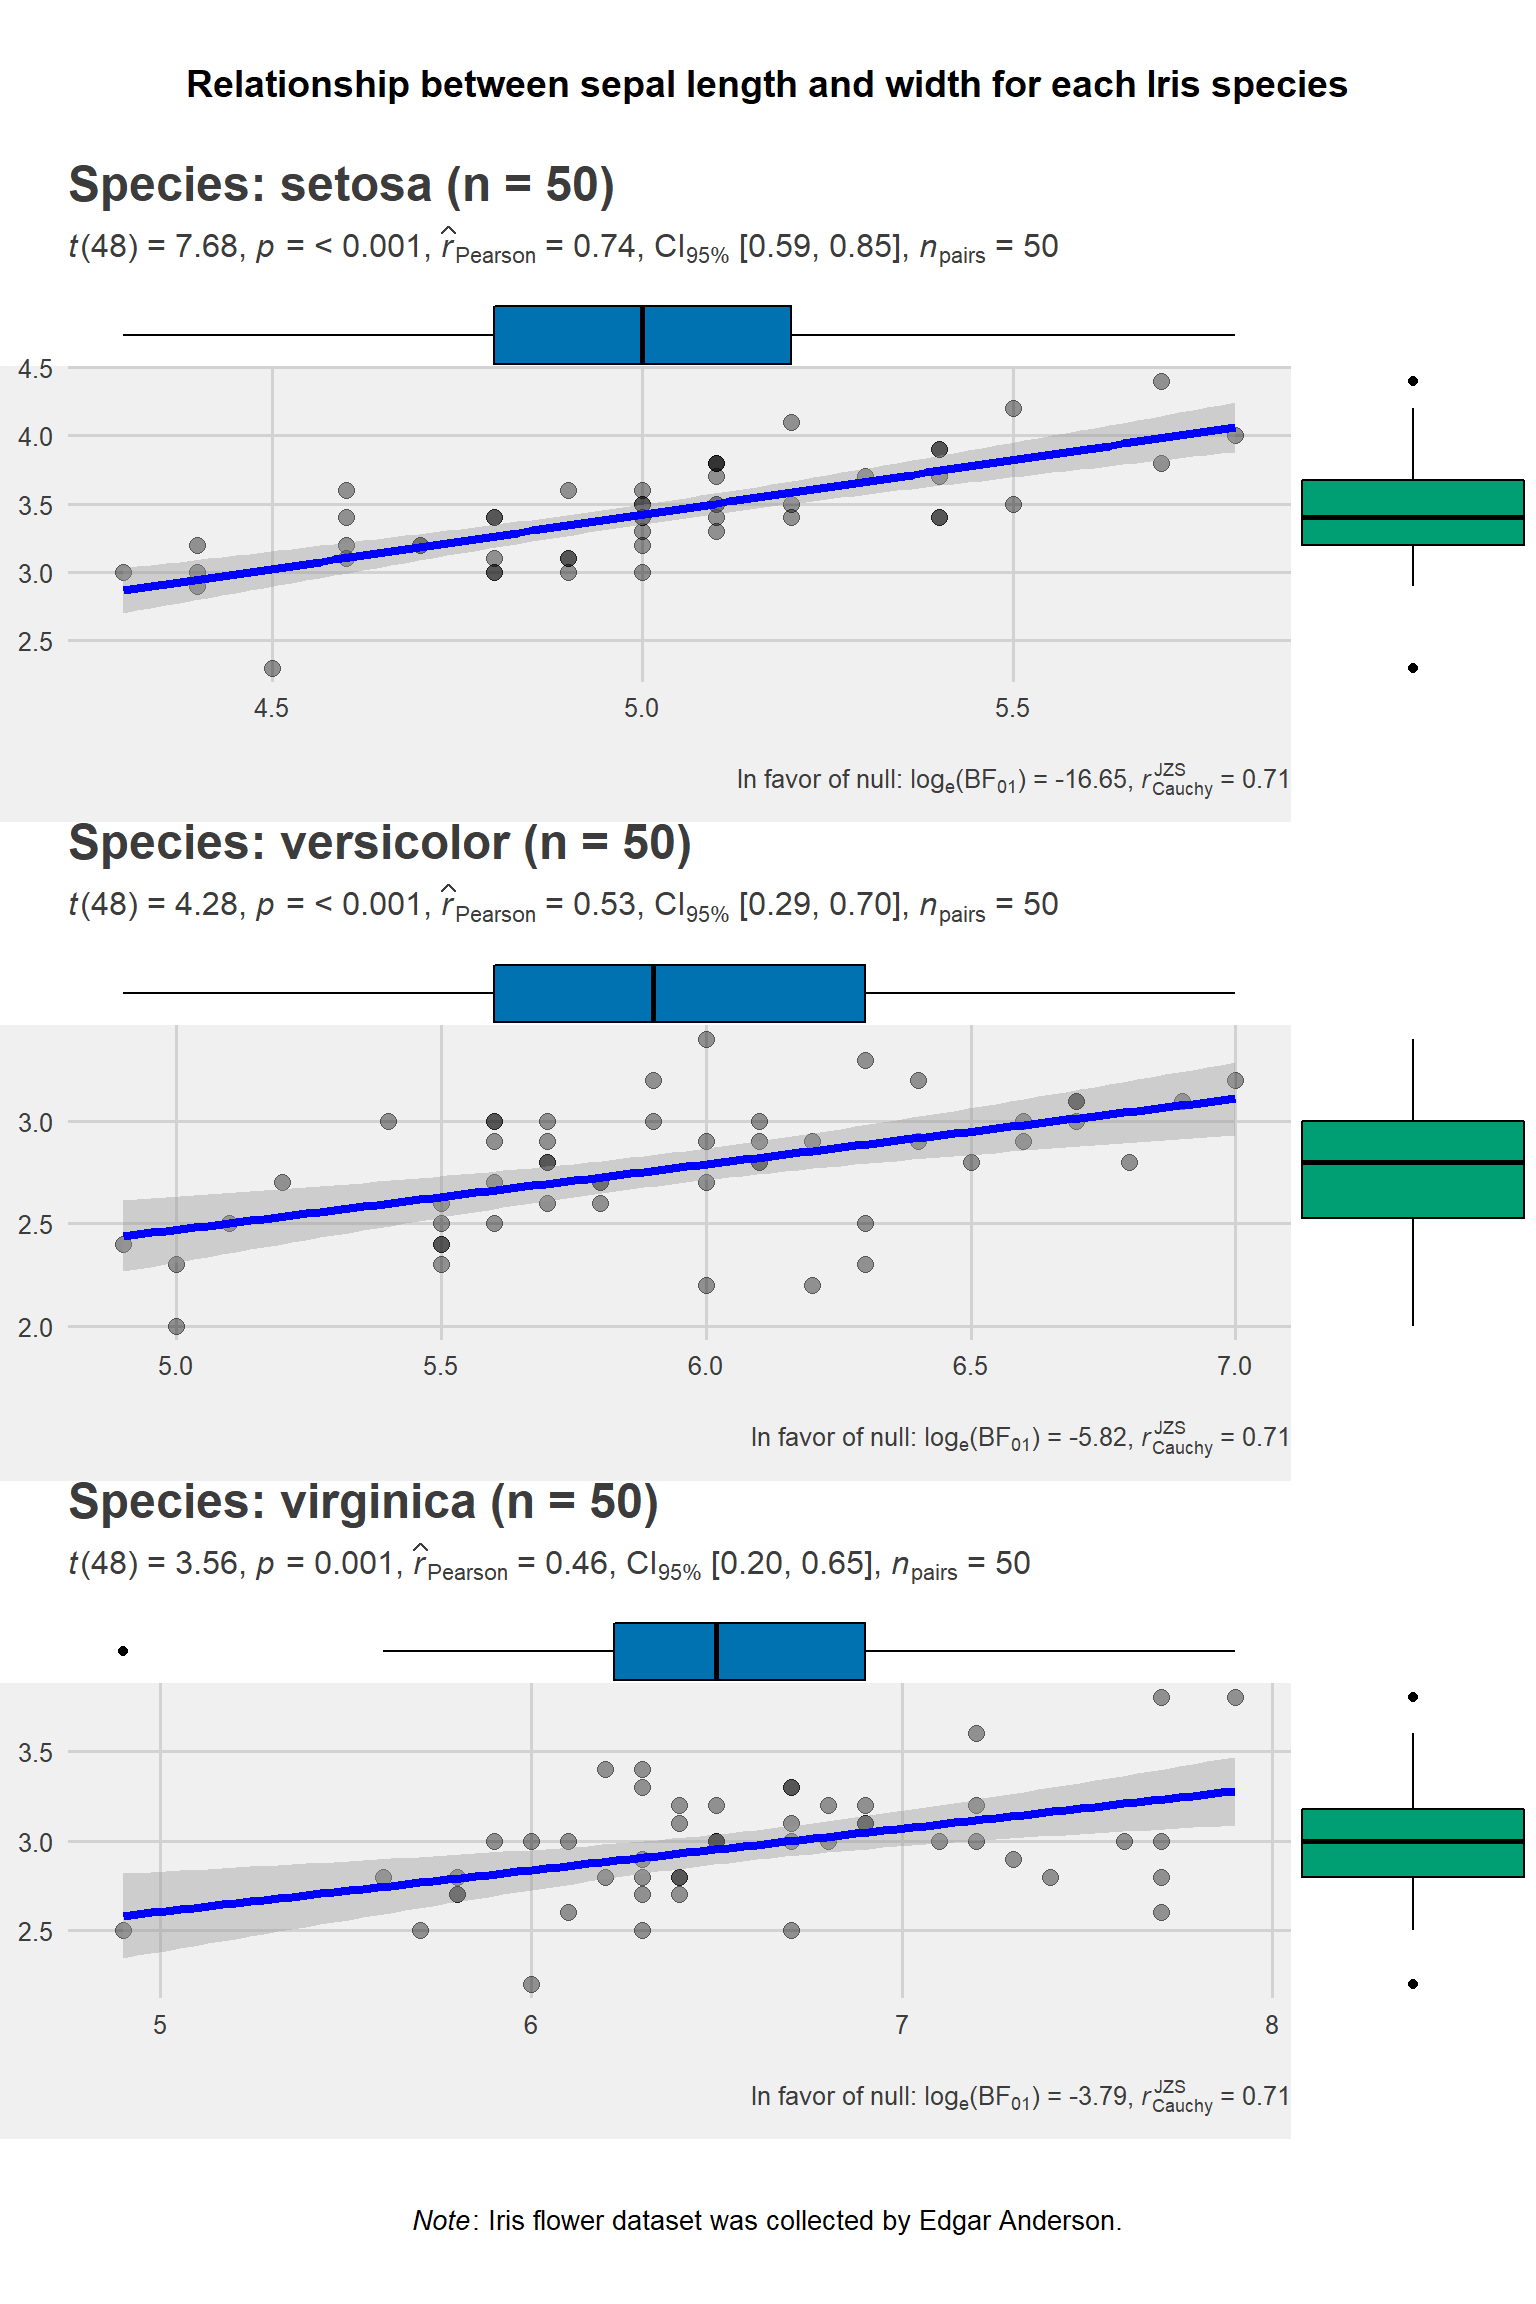 Relationship between sepal length and width for each Iris species
Species: setosa (n = 50)
t(48) = 7.68, p = < 0.001, r̂Pearson = 0.74, CI95% [0.59, 0.85], npairs = 50
4.5
4.0
3.5
3.0
2.5
4.5 5.0 5.5
In favor of null: loge(BF01) = -16.65, rJZSCauchy = 0.71
Species: versicolor (n = 50)
t(48) = 4.28, p = < 0.001, r̂Pearson = 0.53, CI95% [0.29, 0.70], npairs = 50
3.0
2.5
2.0
5.0 5.5 6.0 6.5 7.0
In favor of null: loge(BF01) = -5.82, rJZSCauchy = 0.71
Species: virginica (n = 50)
t(48) = 3.56, p = 0.001, r̂Pearson = 0.46, CI95% [0.20, 0.65], npairs = 50
3.5
3.0
2.5
5 6 7 8
In favor of null: loge(BF01) = -3.79, rJZSCauchy = 0.71
Note: Iris flower dataset was collected by Edgar Anderson.